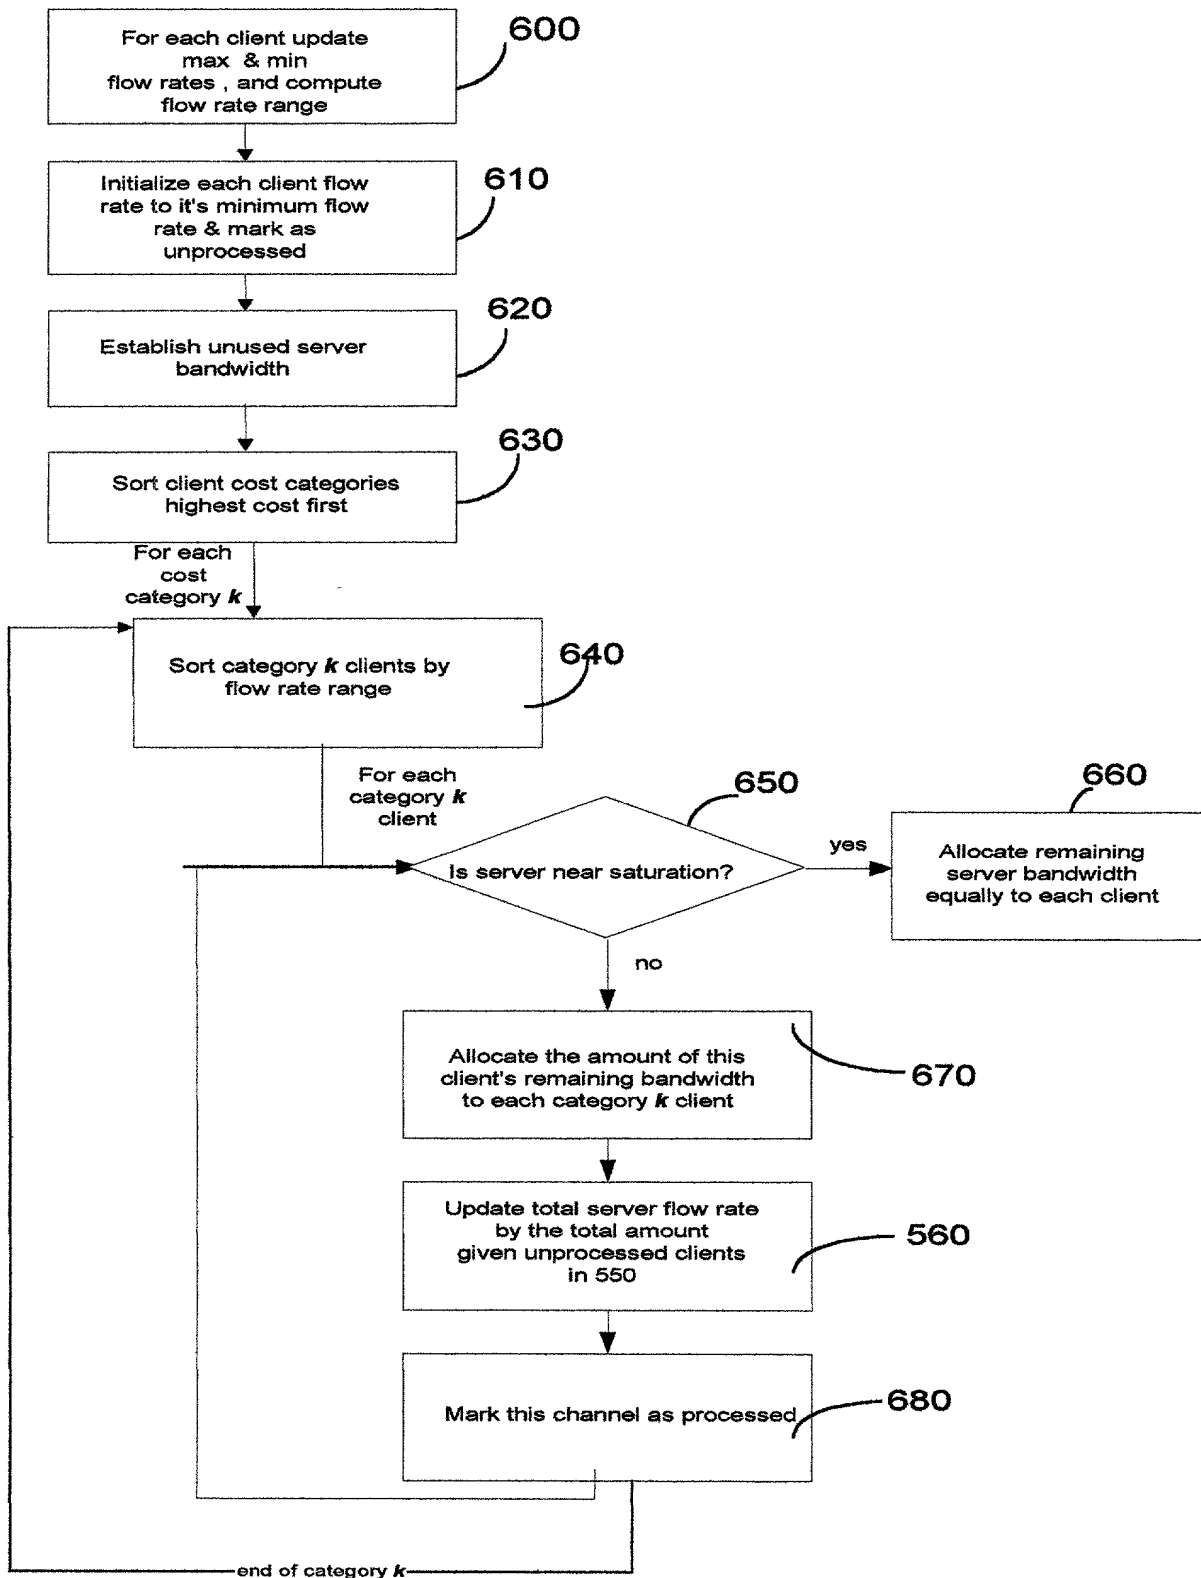 For each client update
max & min
flow rates , and compute
flow rate range
600
Initialize each client flow
rate to it's minimum flow
rate & mark as
unprocessed
610
Establish unused server
bandwidth
620
Sort client cost categories
highest cost first
630
For each
cost
category k
Sort category k clients by
flow rate range
640
For each
category k
client
Is server near saturation?
650
yes
Allocate remaining
server bandwidth
equally to each client
660
no
Allocate the amount of this
client's remaining bandwidth
to each category k client
670
Update total server flow rate
by the total amount
given unprocessed clients
in 550
560
Mark this channel as processed
680
end of category k